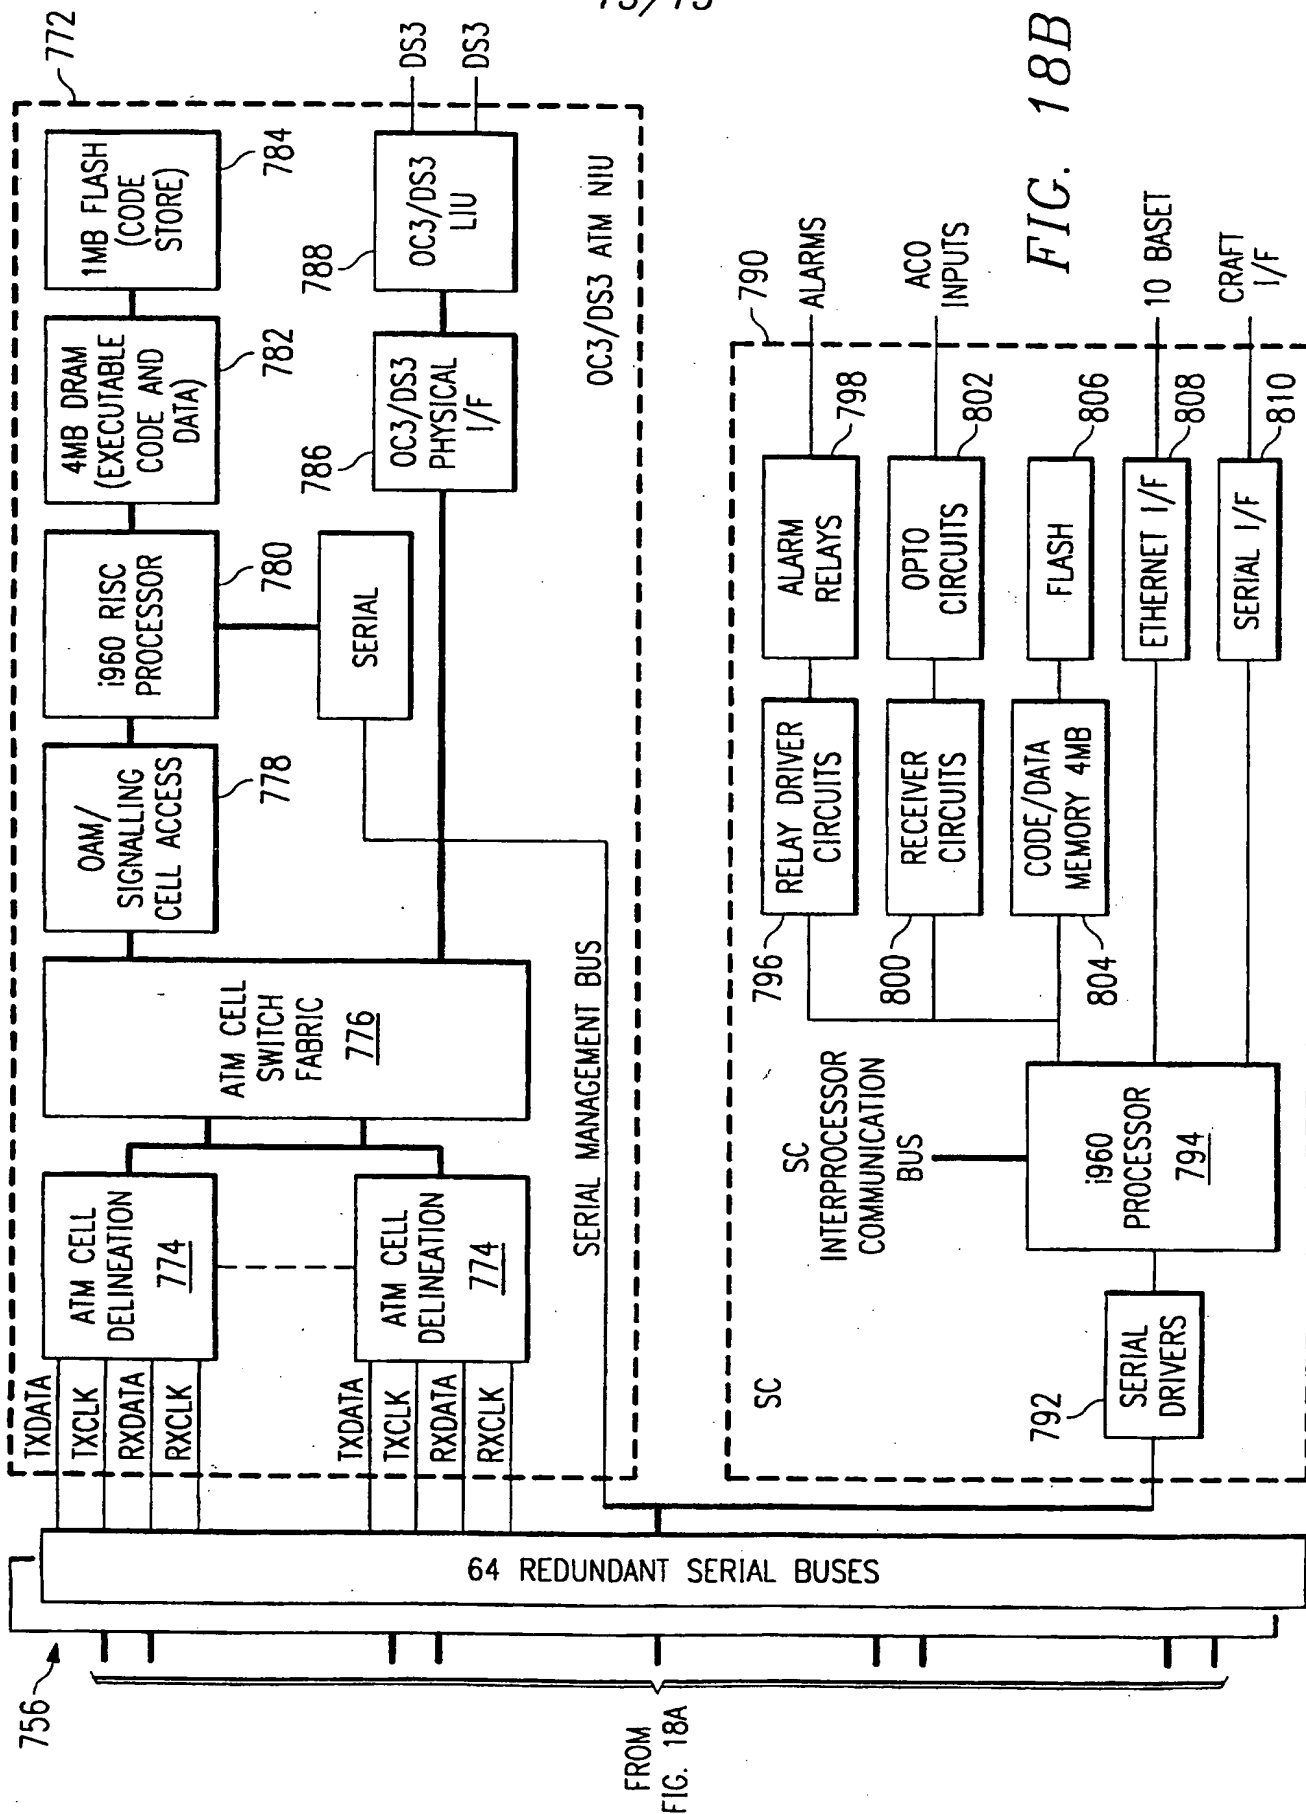 772
1MB FLASH
(CODE
STORE)
784
4MB DRAM
(EXECUTABLE
CODE AND
DATA)
782
i960 RISC
PROCESSOR
780
OAM/
SIGNALLING
CELL ACCESS
778
SERIAL
DS3
DS3
OC3/DS3
LIU
788
OC3/DS3
PHYSICAL
I/F
786
OC3/DS3 ATM NIU
ATM CELL
SWITCH
FABRIC
776
ATM CELL
DELINEATION
774
ATM CELL
DELINEATION
774
TXDATA
TXCLK
RXDATA
RXCLK
TXDATA
TXCLK
RXDATA
RXCLK
SERIAL MANAGEMENT BUS
64 REDUNDANT SERIAL BUSES
756
FROM
FIG. 18A
790
ALARMS
ACO
INPUTS
10 BASET
CRAFT
I/F
ALARM
RELAYS
798
OPTO
CIRCUITS
802
FLASH
806
ETHERNET I/F
808
SERIAL I/F
810
RELAY DRIVER
CIRCUITS
796
RECEIVER
CIRCUITS
800
CODE/DATA
MEMORY 4MB
804
SC
INTERPROCESSOR
COMMUNICATION
BUS
i960
PROCESSOR
794
SC
792
SERIAL
DRIVERS
FIG. 18B